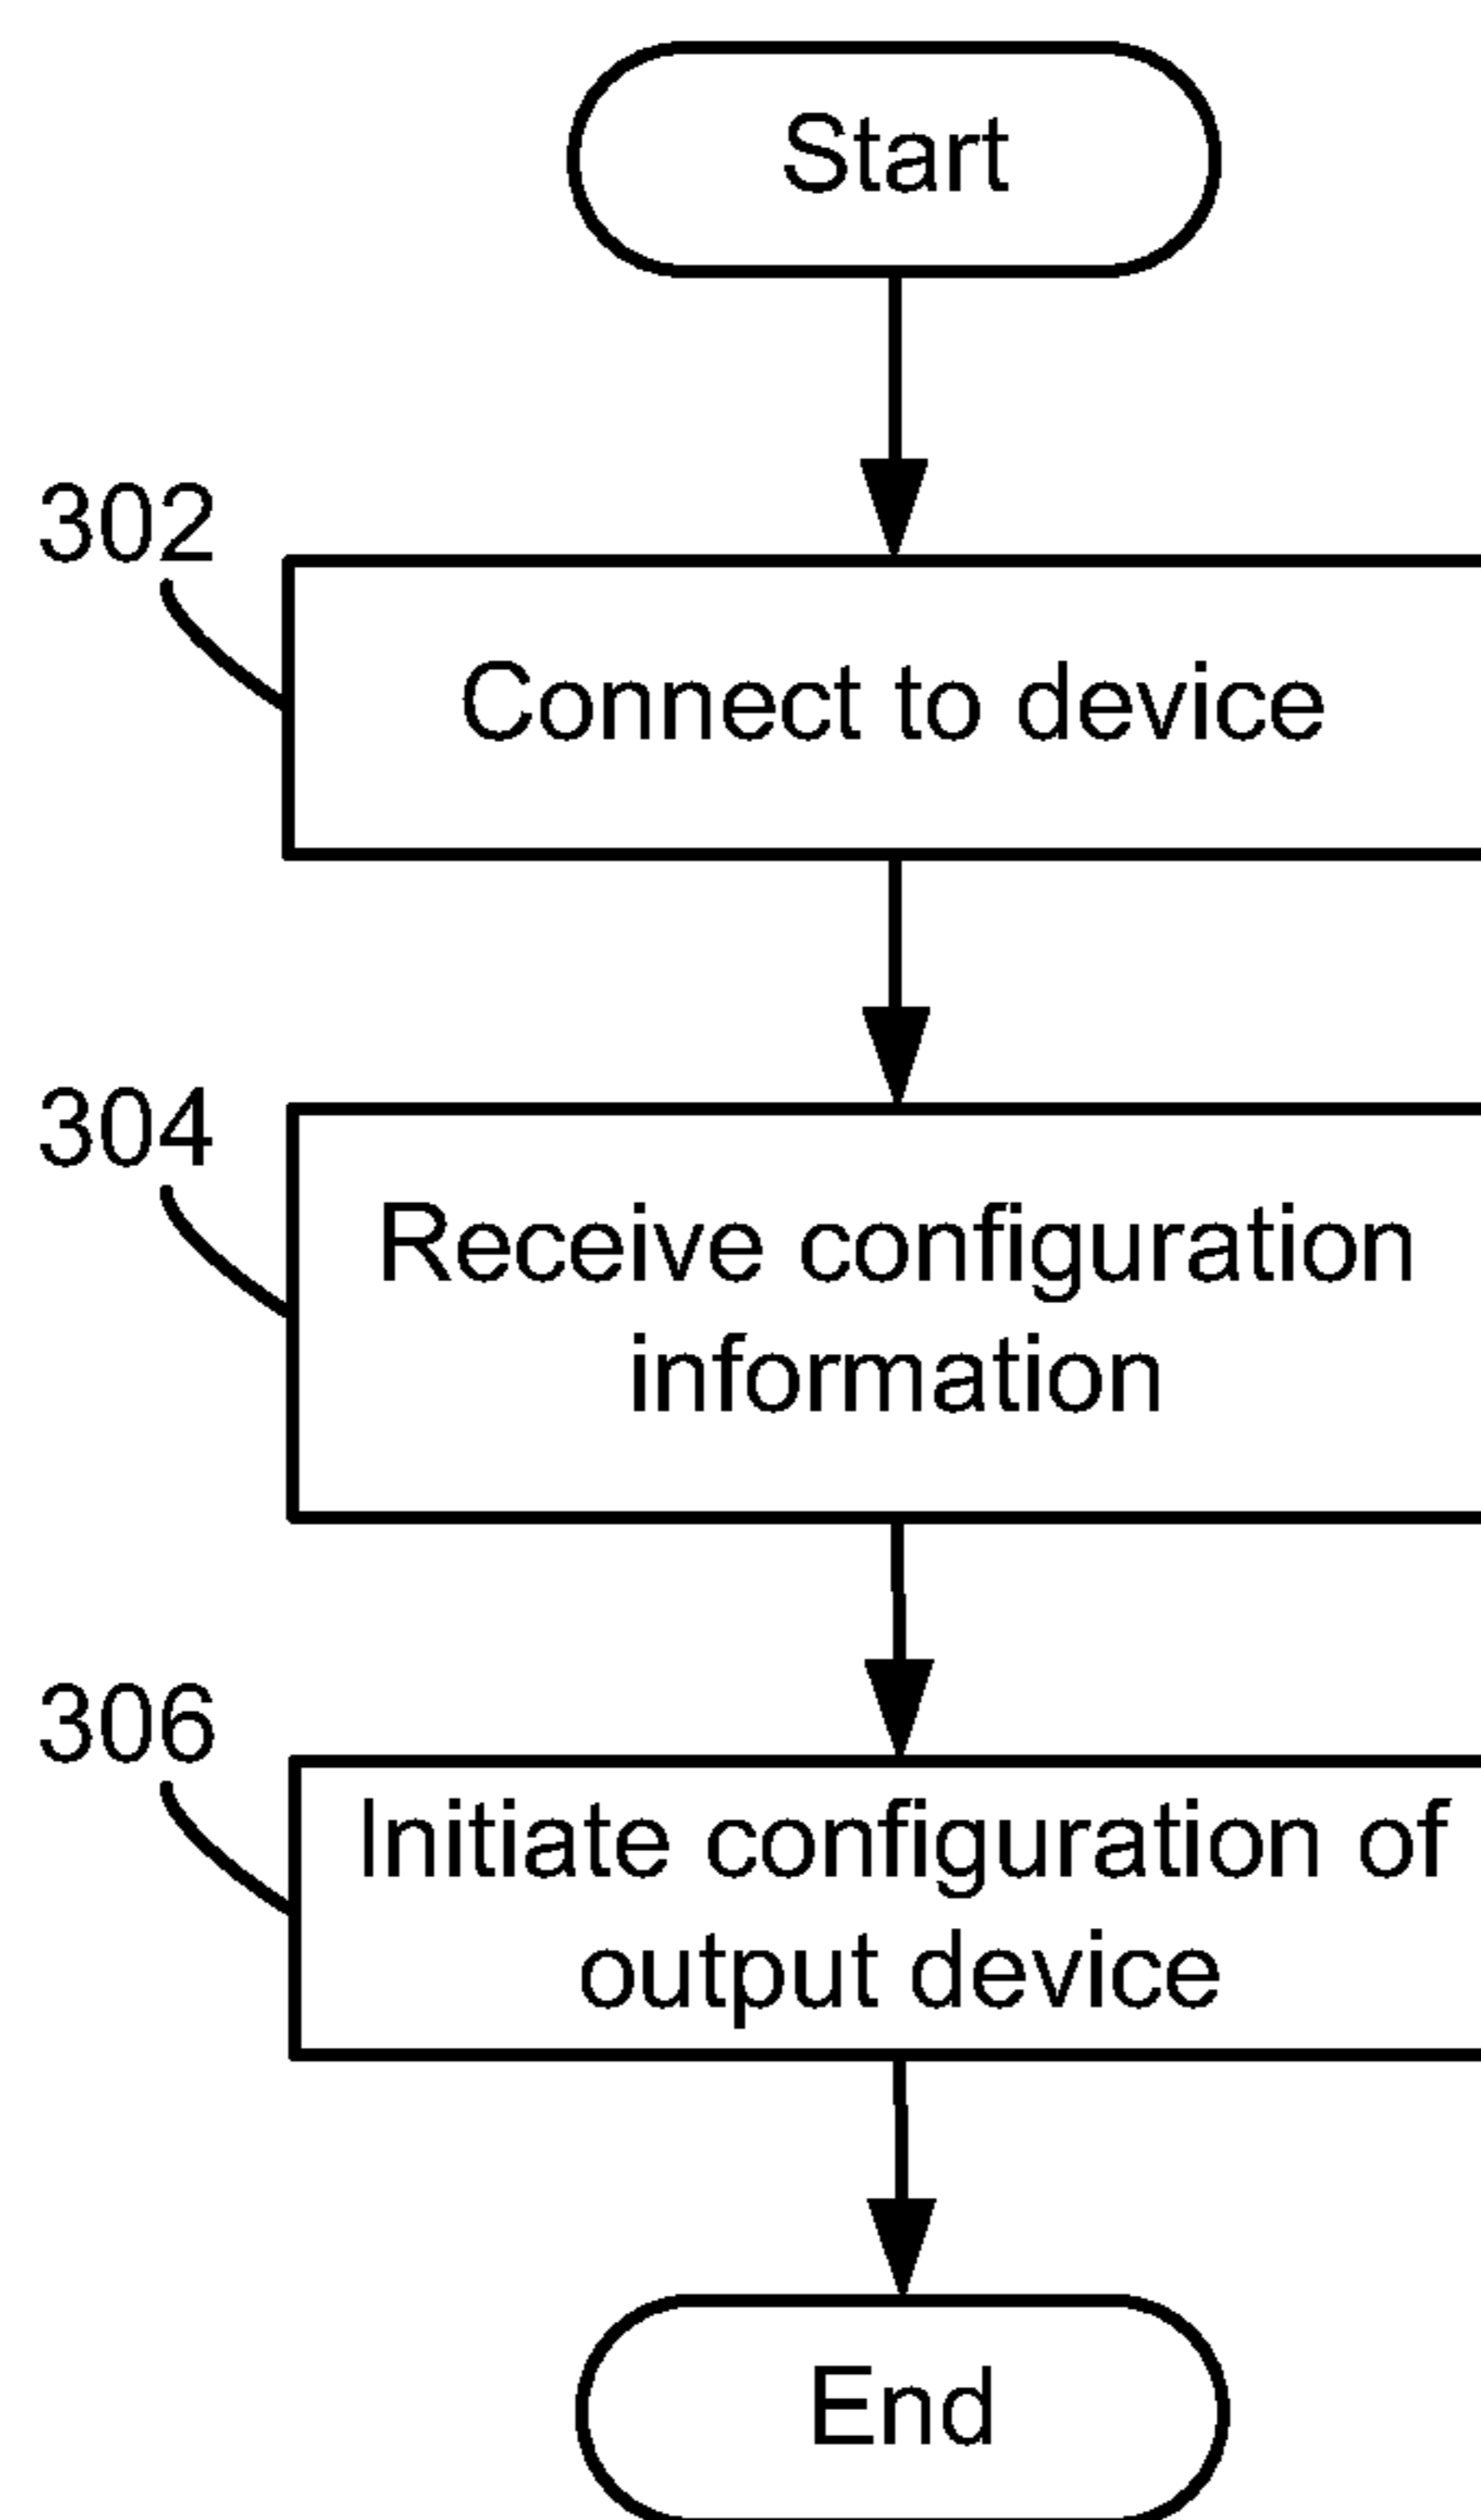 Start
302
Connect to device
304
Receive configuration
information
306
Initiate configuration of
output device
End